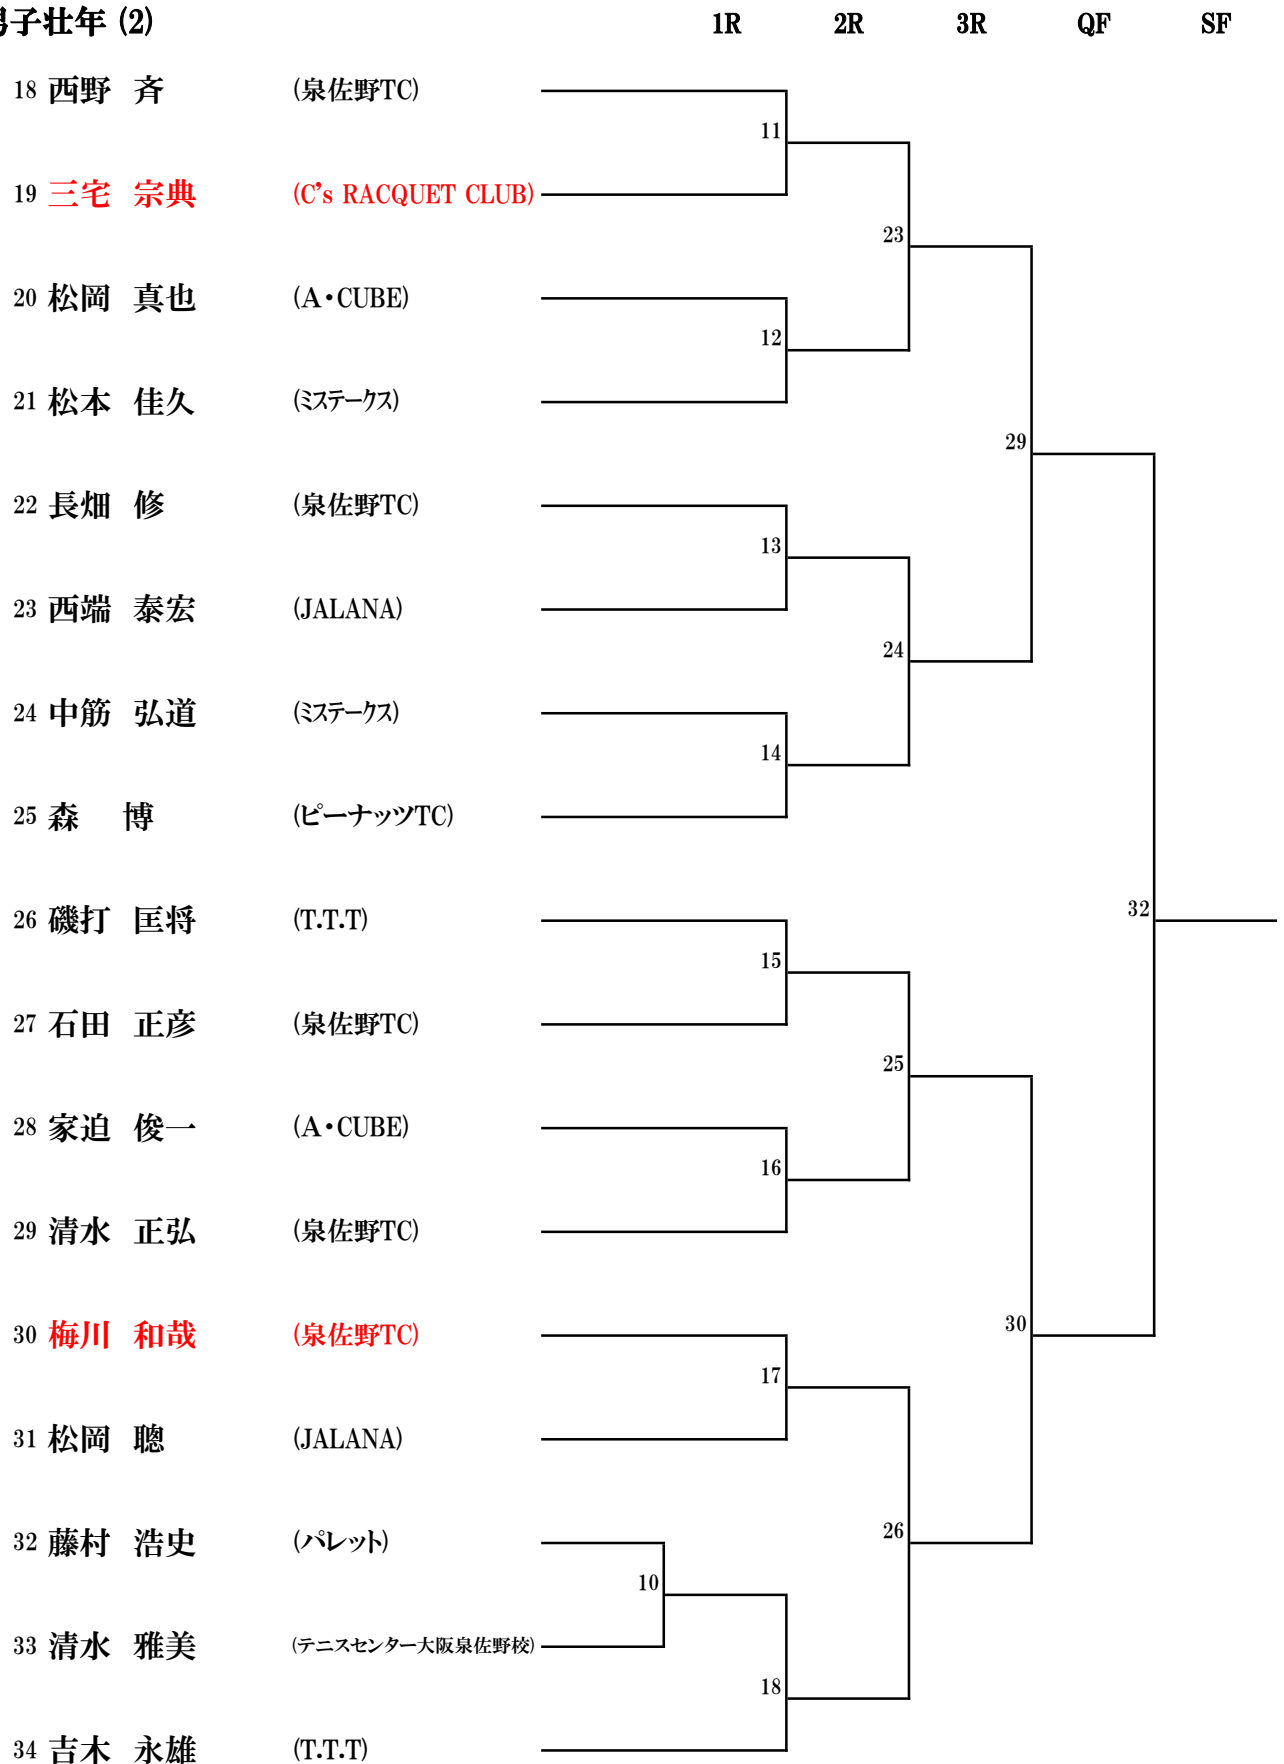 男子壮年 (2) 1R 2R 3R QF SF
18 西野 斉 (泉佐野TC)
11
19 三宅 宗典 (C's RACQUET CLUB)
23
20 松岡 真也 (A・CUBE)
12
21 松本 佳久 (ミステークス)
29
22 長畑 修 (泉佐野TC)
13
23 西端 泰宏 (JALANA)
24
24 中筋 弘道 (ミステークス)
14
25 森 博 (ピーナッツTC)
32
26 磯打 匡将 (T.T.T)
15
27 石田 正彦 (泉佐野TC)
25
28 家迫 俊一 (A・CUBE)
16
29 清水 正弘 (泉佐野TC)
30
30 梅川 和哉 (泉佐野TC)
17
31 松岡 聰 (JALANA)
26
32 藤村 浩史 (パレット)
10
33 清水 雅美 (テニスセンター大阪泉佐野校)
18
34 吉木 永雄 (T.T.T)